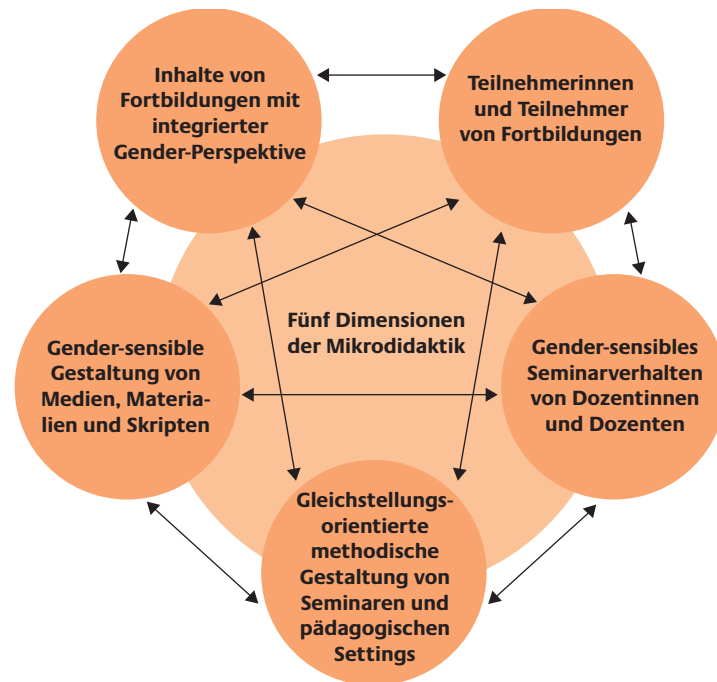 Inhalte von
Fortbildungen mit
integrierter
Gender-Perspektive
Teilnehmerinnen
und Teilnehmer
von Fortbildungen
Fünf Dimensionen
der Mikrodidaktik
Gender-sensible
Gestaltung von
Medien, Materia-
lien und Skripten
Gender-sensibles
Seminarverhalten
von Dozentinnen
und Dozenten
Gleichstellungs-
orientierte
methodische
Gestaltung von
Seminaren und
pädagogischen
Settings